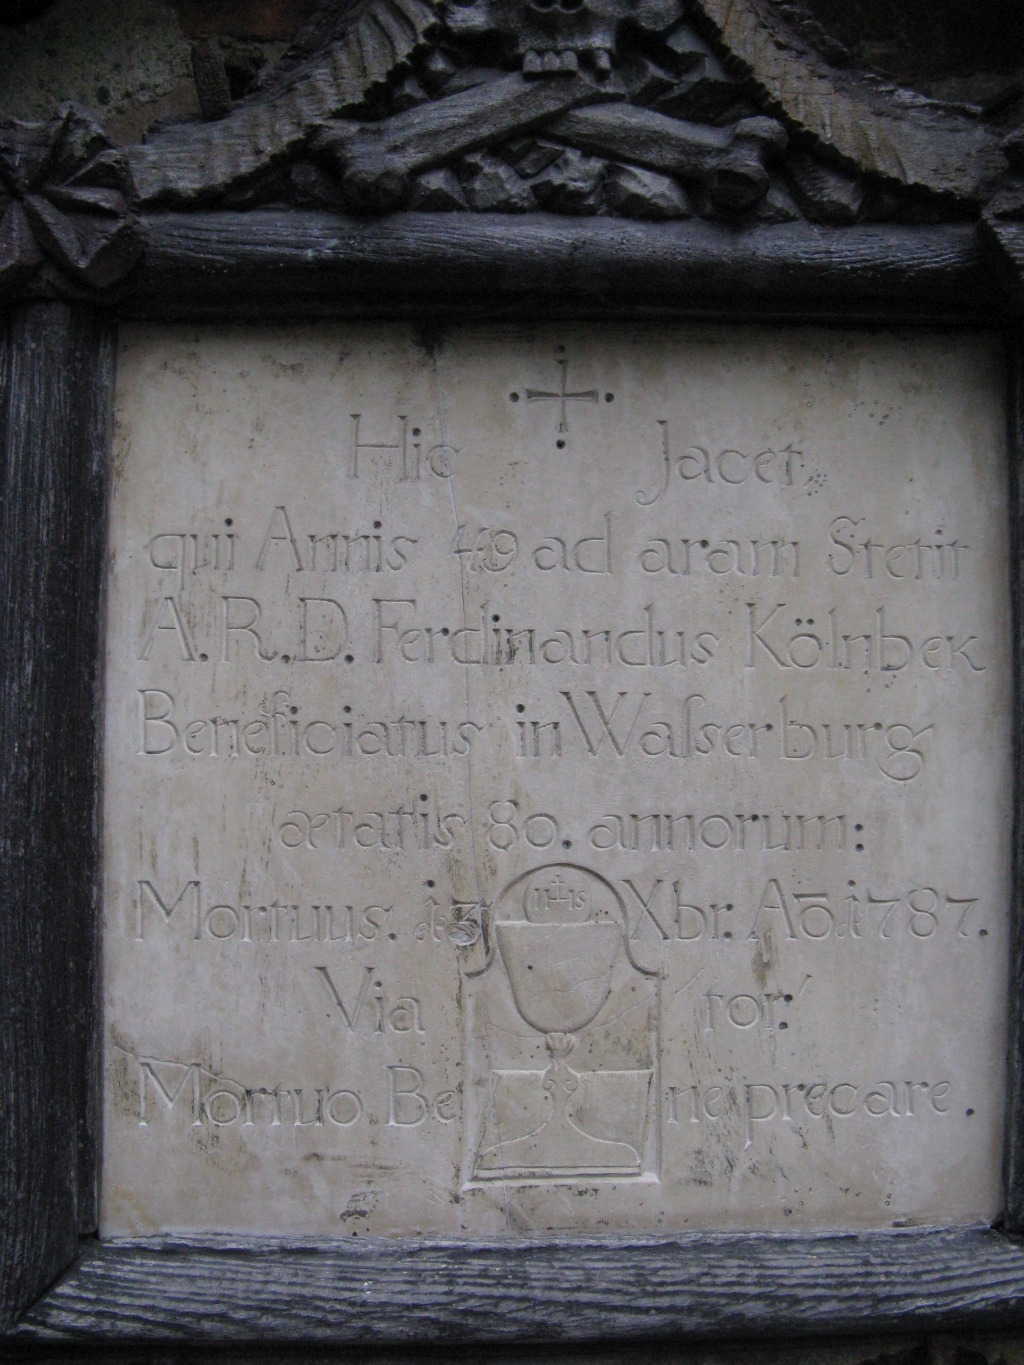 Hic Jacet
qui Annis 49 ad aram Stetit
A. R. D. Ferdinandus Kölnbek
Beneficiatus in Waſserburg
ætatis 80. annorum:
Mortuus. 13 IHS Xbr. Aō. 1787.
Via tor
Mortuo Be ne precare.